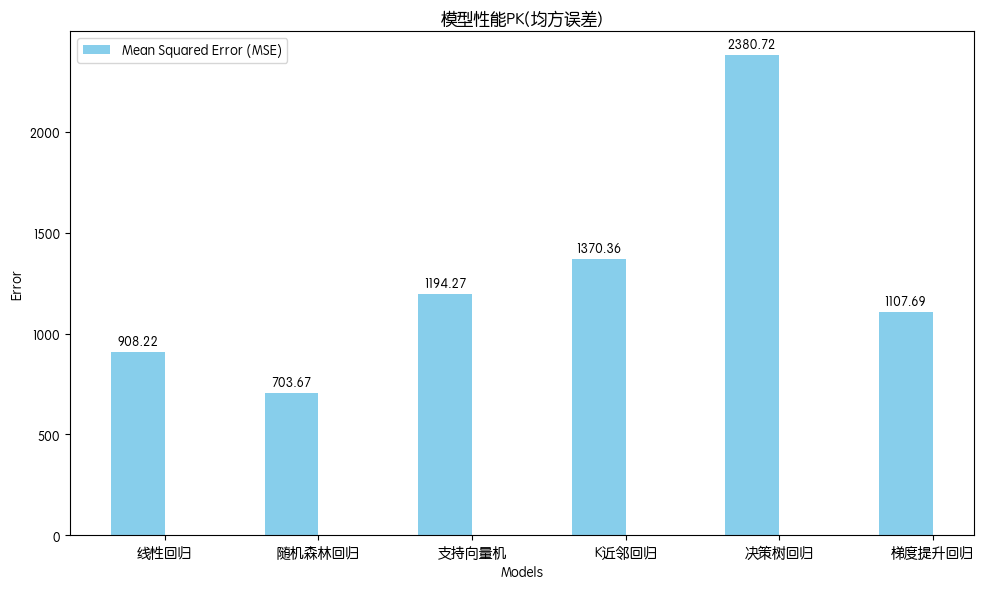 模型性能PK(均方误差)
Mean Squared Error (MSE)
2380.72
2000
1500
1370.36
1194.27
1107.69
1000
908.22
703.67
500
0
Error
线性回归 随机森林回归 支持向量机 K近邻回归 决策树回归 梯度提升回归
Models